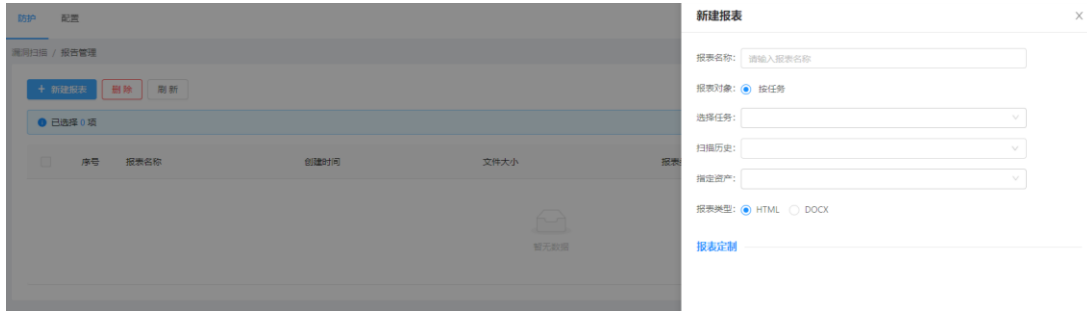 防护 配置
漏洞扫描 / 报告管理
+ 新建报表 删 除 刷 新
已选择 0 项
序号 报表名称 创建时间 文件大小 报表
暂无数据
新建报表
报表名称: 请输入报表名称
报表对象: 按任务
选择任务:
扫描历史:
指定资产:
报表类型: HTML DOCX
报表定制